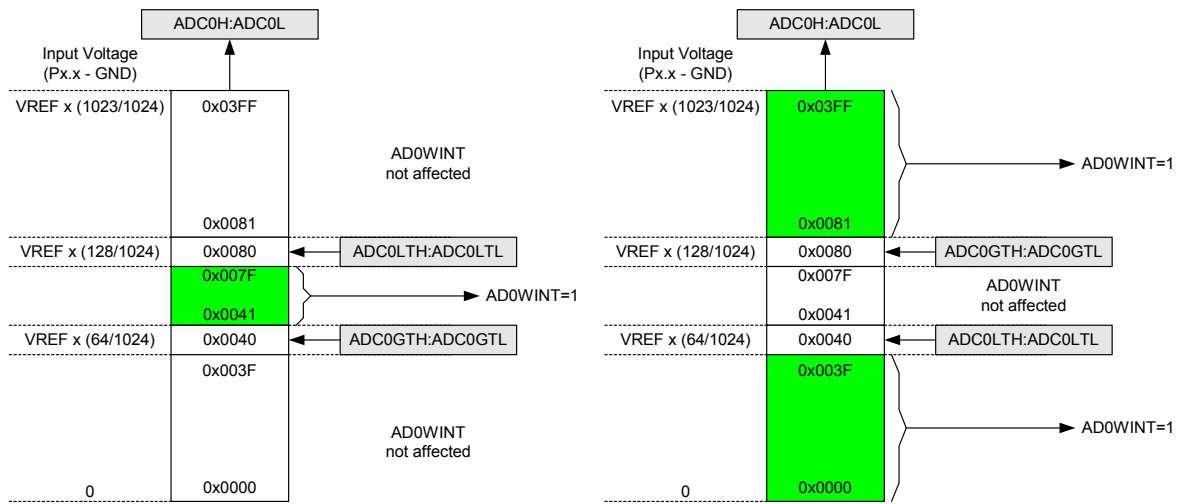 ADC0H:ADC0L
Input Voltage
(Px.x - GND)
VREF x (1023/1024)
0x03FF
AD0WINT
not affected
0x0081
VREF x (128/1024)
0x0080
ADC0LTH:ADC0LTL
0x007F
AD0WINT=1
0x0041
VREF x (64/1024)
0x0040
ADC0GTH:ADC0GTL
0x003F
AD0WINT
not affected
0
0x0000
ADC0H:ADC0L
Input Voltage
(Px.x - GND)
VREF x (1023/1024)
0x03FF
AD0WINT=1
0x0081
VREF x (128/1024)
0x0080
ADC0GTH:ADC0GTL
0x007F
AD0WINT
not affected
0x0041
VREF x (64/1024)
0x0040
ADC0LTH:ADC0LTL
0x003F
AD0WINT=1
0
0x0000